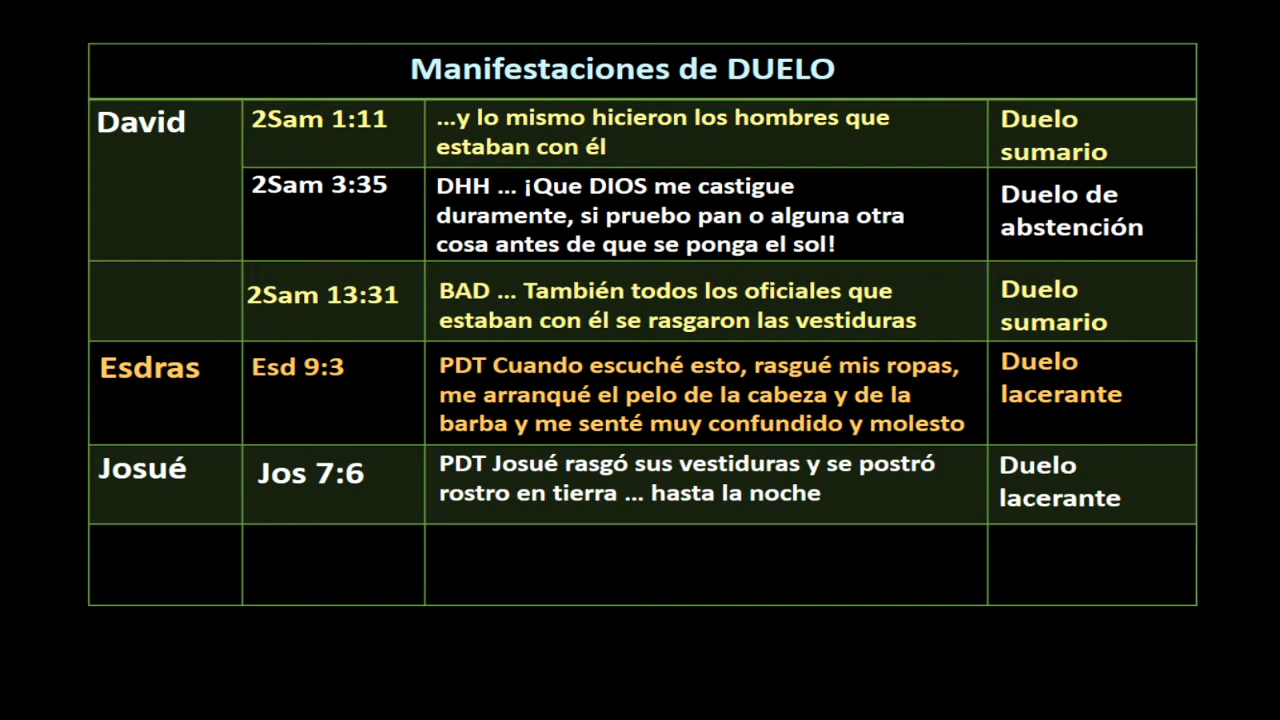 Manifestaciones de DUELO
David
2Sam 1:11
...y lo mismo hicieron los hombres que
estaban con él
Duelo
sumario
2Sam 3:35
DHH ... ¡Que DIOS me castigue
duramente, si pruebo pan o alguna otra
cosa antes de que se ponga el sol!
Duelo de
abstención
2Sam 13:31
BAD ... También todos los oficiales que
estaban con él se rasgaron las vestiduras
Duelo
sumario
Esdras
Esd 9:3
PDT Cuando escuché esto, rasgué mis ropas,
me arranqué el pelo de la cabeza y de la
barba y me senté muy confundido y molesto
Duelo
lacerante
Josué
Jos 7:6
PDT Josué rasgó sus vestiduras y se postró
rostro en tierra ... hasta la noche
Duelo
lacerante